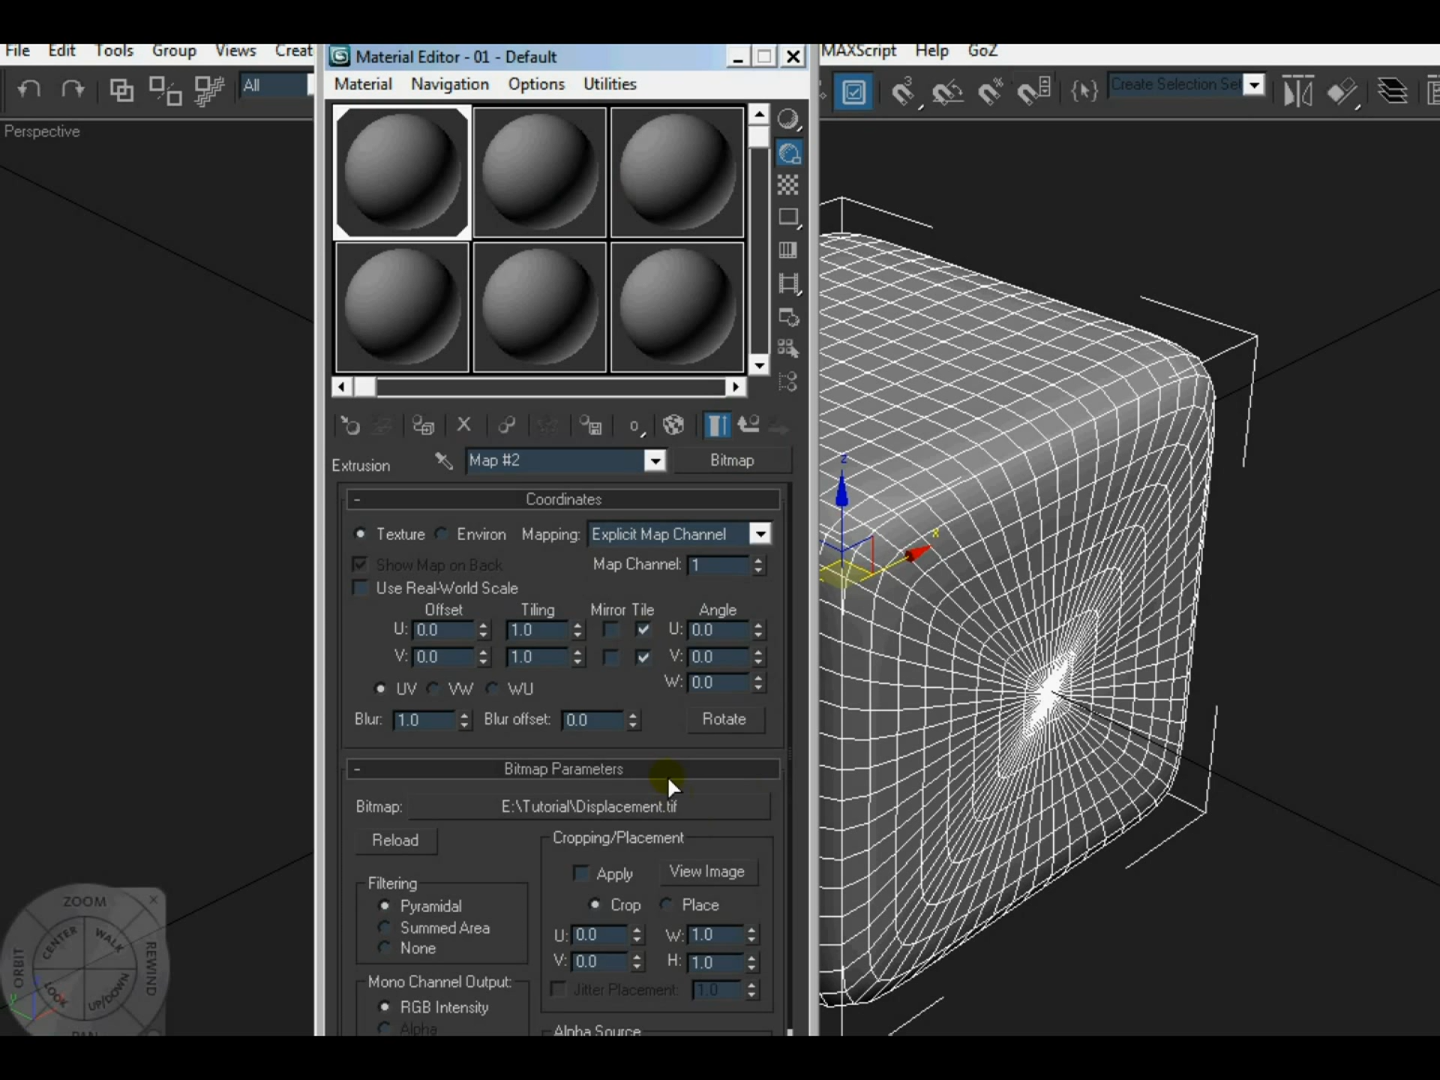 File Edit Tools Group Views Creat
Material Editor - 01 - Default
MAXScript Help GoZ
Material Navigation Options Utilities
All
3
%
Create Selection Set
Perspective
Extrusion
Map #2
Bitmap
- Coordinates
Texture Environ Mapping: Explicit Map Channel
Show Map on Back Map Channel: 1
Use Real-World Scale
Offset Tiling Mirror Tile Angle
U: 0.0 1.0 U: 0.0
V: 0.0 1.0 V: 0.0
W: 0.0
UV VW WU
Blur: 1.0 Blur offset: 0.0 Rotate
- Bitmap Parameters
Bitmap: E:\Tutorial\Displacement.tif
Reload
Cropping/Placement
Apply View Image
Filtering
Crop Place
Pyramidal
Summed Area
None
U: 0.0 W: 1.0
V: 0.0 H: 1.0
Jitter Placement: 1.0
Mono Channel Output:
RGB Intensity
Alpha
Alpha Source
z
x
ZOOM
CENTER WALK
ORBIT REWIND
LOOK UP/DOWN
PAN